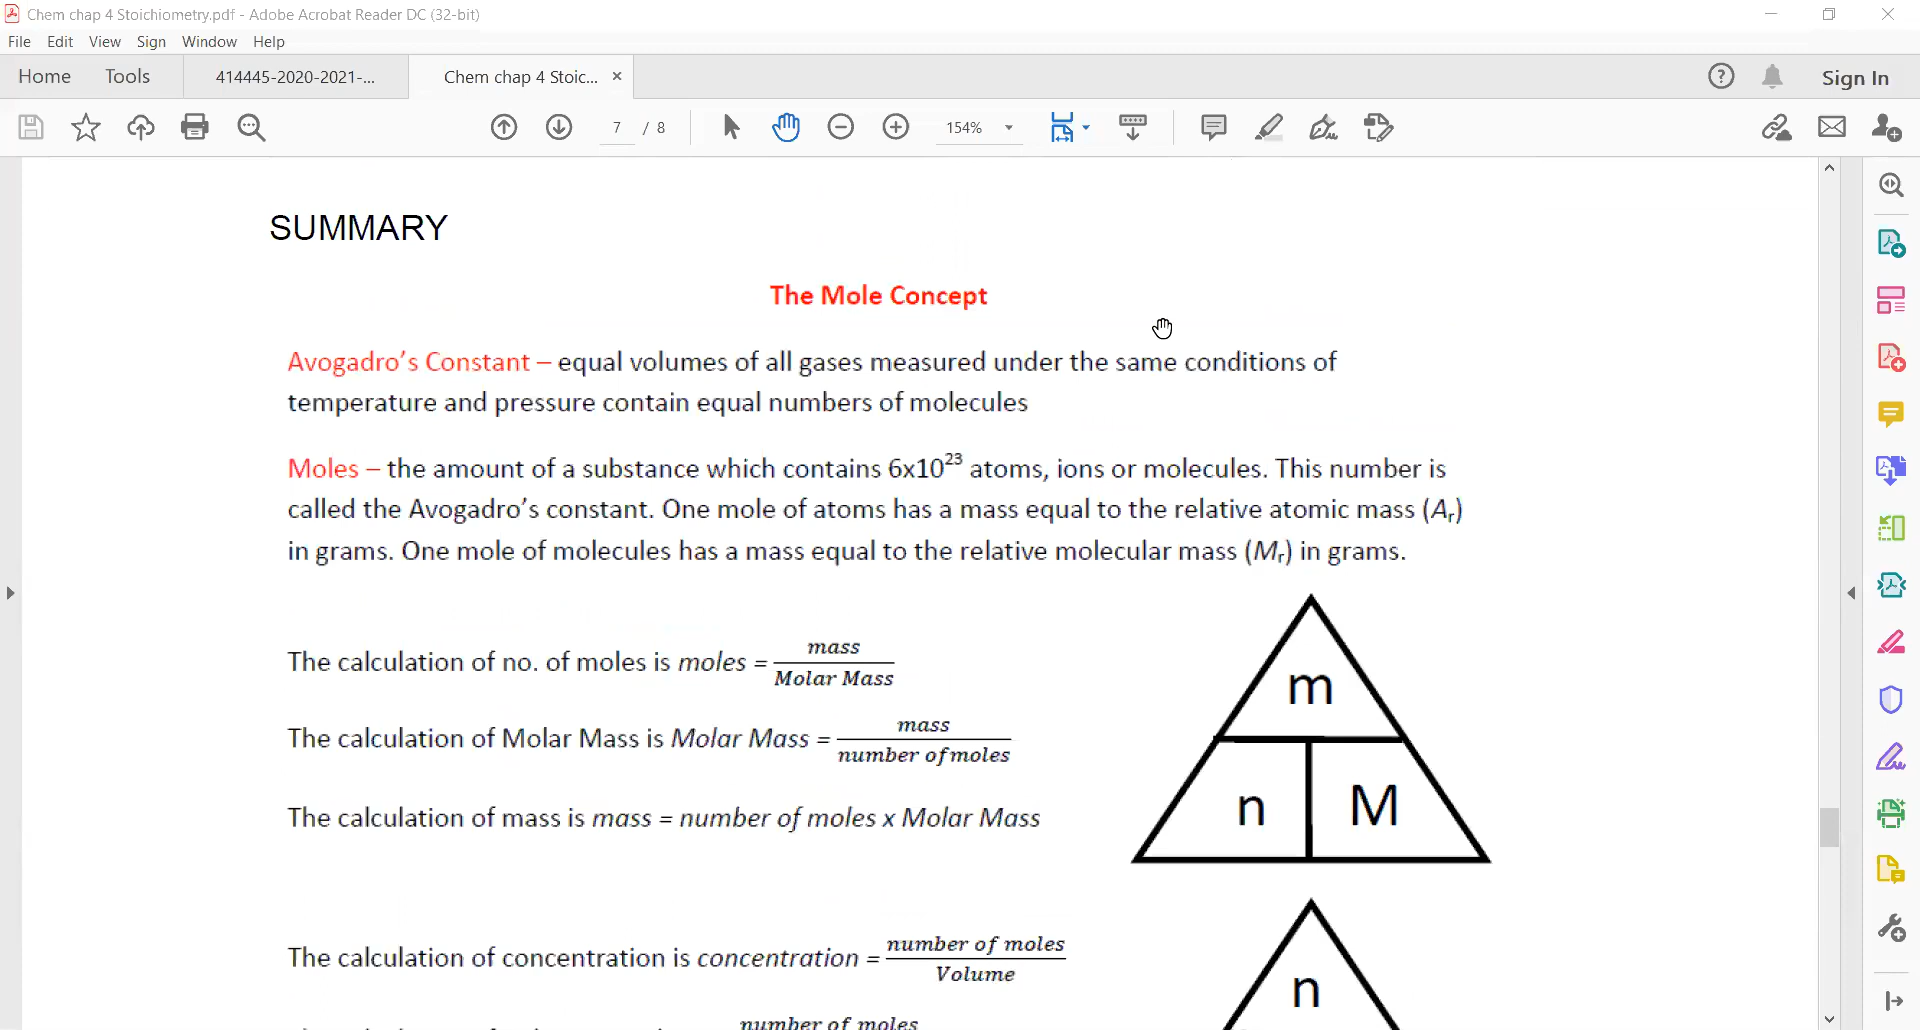 Chem chap 4 Stoichiometry.pdf - Adobe Acrobat Reader DC (32-bit)
File Edit View Sign Window Help
Home Tools 414445-2020-2021-... Chem chap 4 Stoic... × Sign In
7 / 8 154%
SUMMARY
The Mole Concept
Avogadro's Constant – equal volumes of all gases measured under the same conditions of
temperature and pressure contain equal numbers of molecules
Moles – the amount of a substance which contains 6x10²³ atoms, ions or molecules. This number is
called the Avogadro's constant. One mole of atoms has a mass equal to the relative atomic mass (Aᵣ)
in grams. One mole of molecules has a mass equal to the relative molecular mass (Mᵣ) in grams.
The calculation of no. of moles is moles = mass / Molar Mass
The calculation of Molar Mass is Molar Mass = mass / number of moles
The calculation of mass is mass = number of moles x Molar Mass
m
n M
The calculation of concentration is concentration = number of moles / Volume
n
number of moles